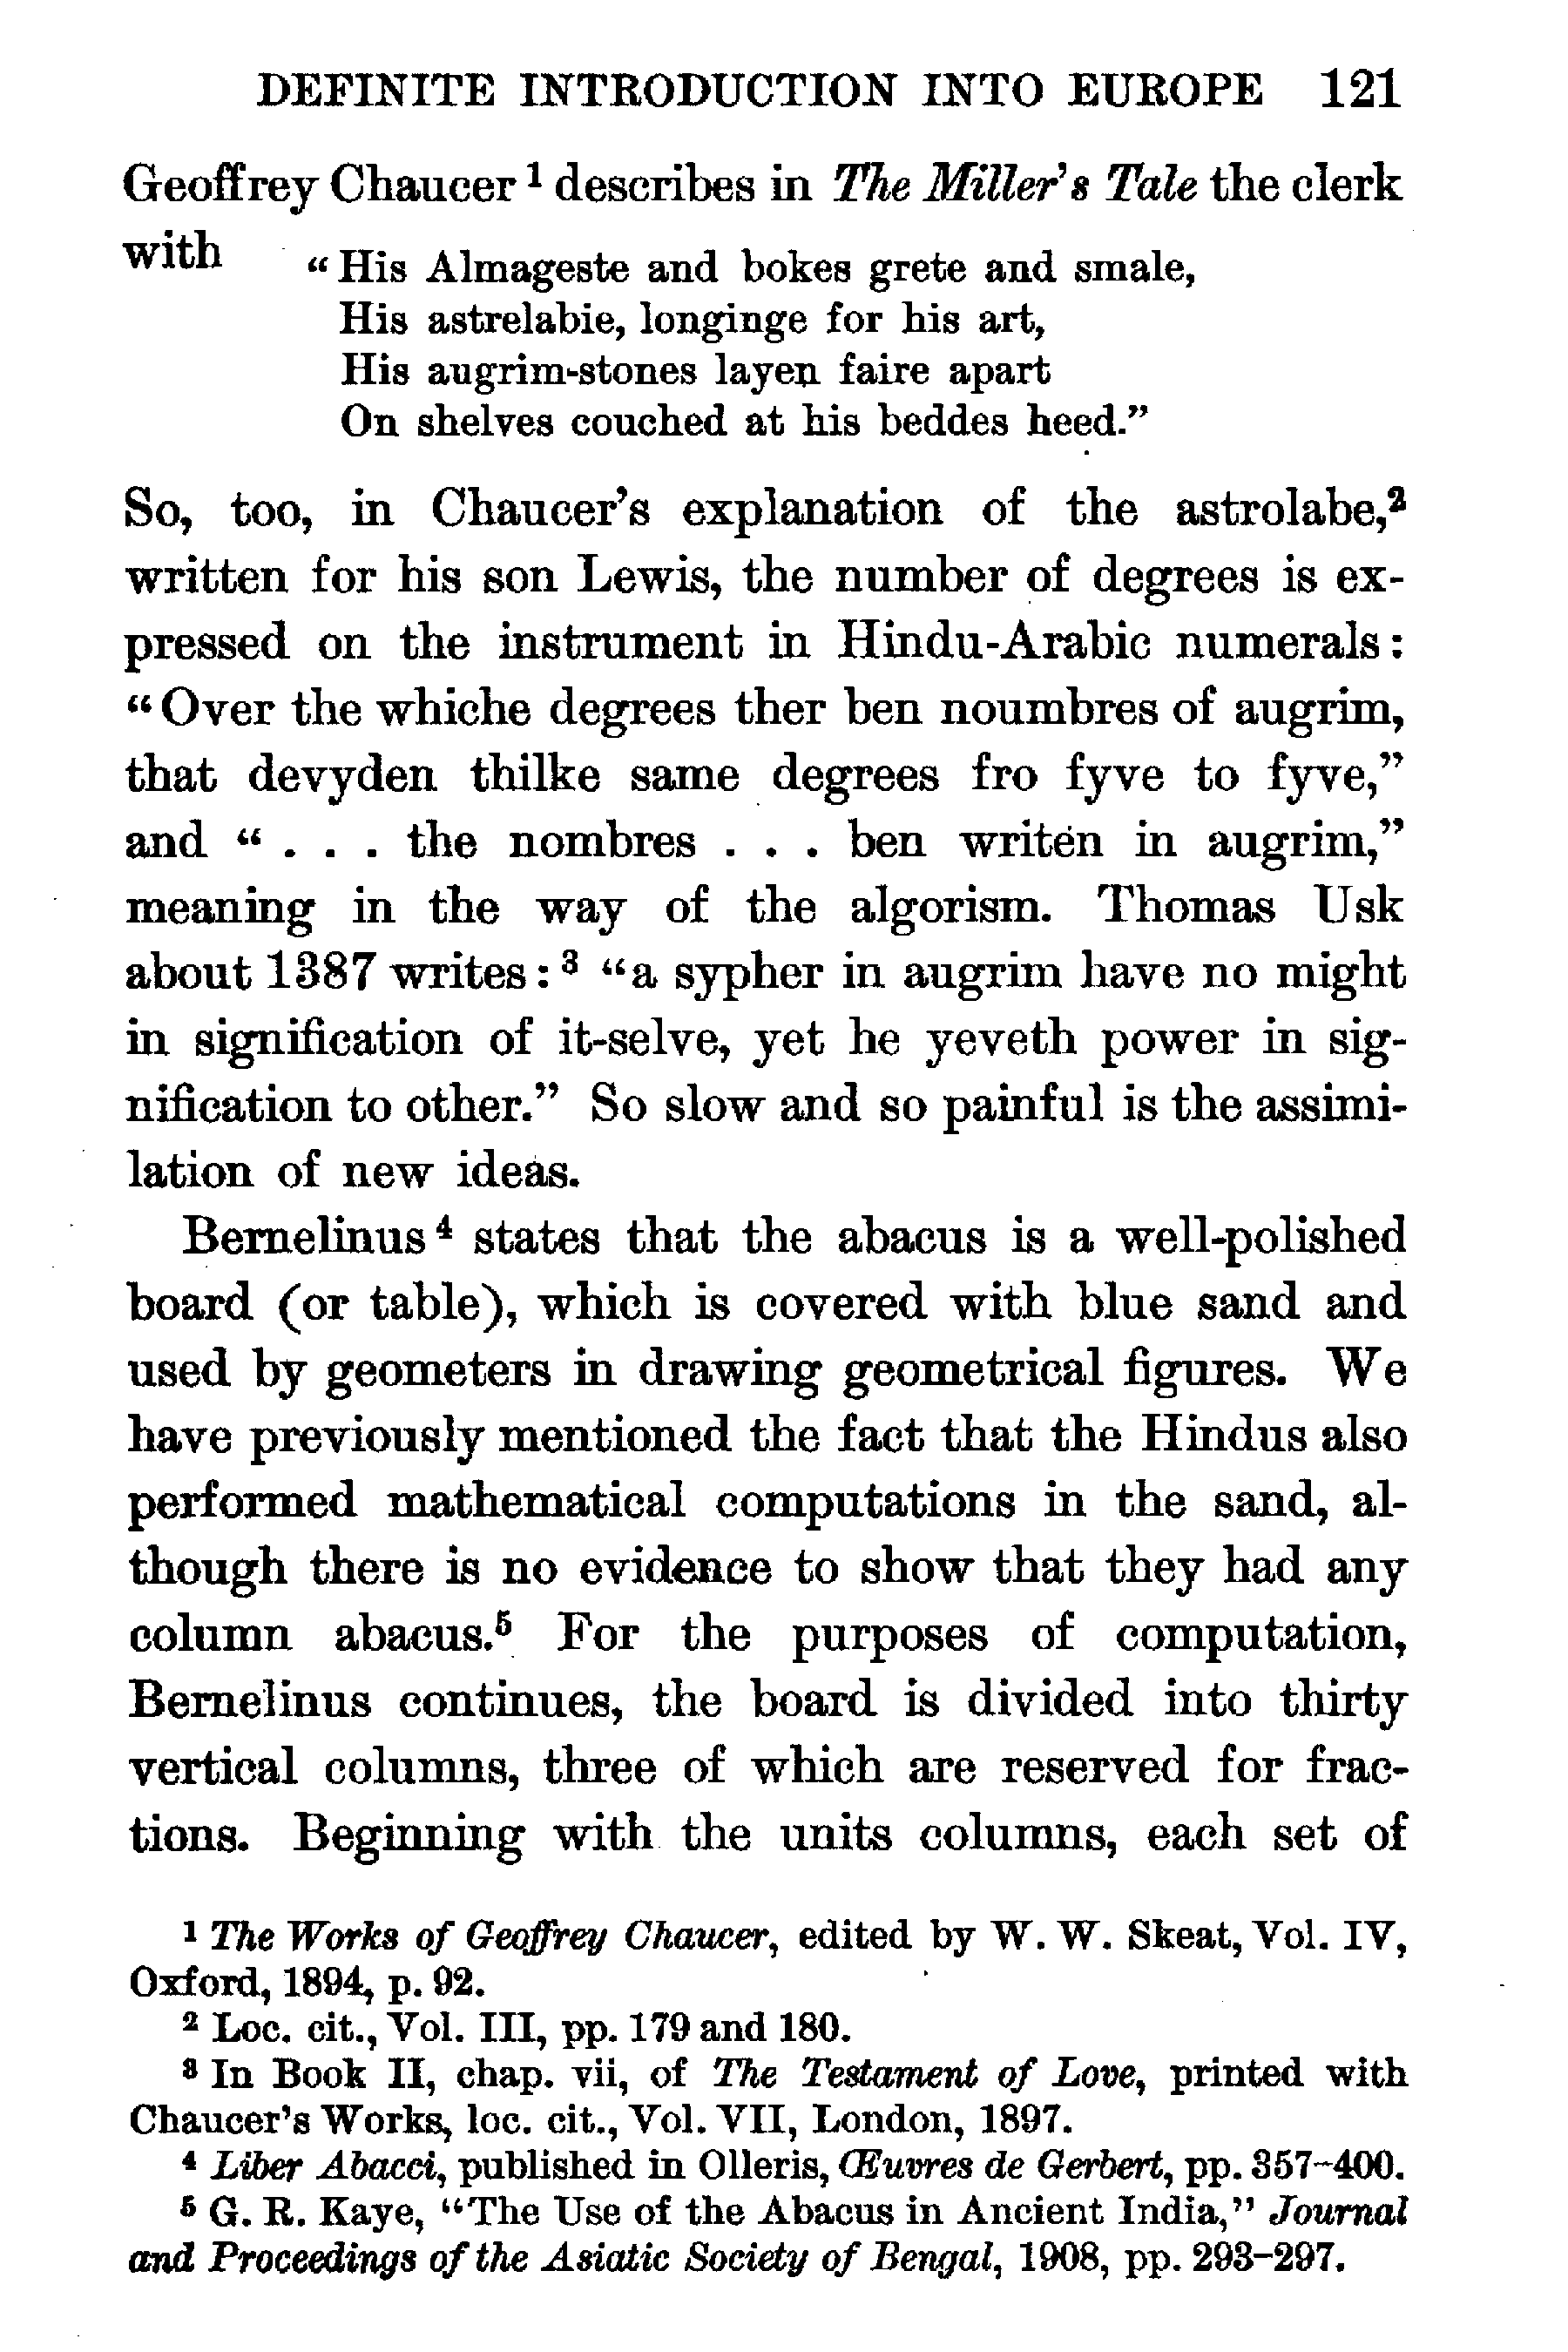 DEFINITE INTRODUCTION INTO EUROPE 121
Geoffrey Chaucer¹ describes in The Miller's Tale the clerk
with
“His Almageste and bokes grete and smale,
His astrelabie, longinge for his art,
His augrim-stones layen faire apart
On shelves couched at his beddes heed.”
So, too, in Chaucer's explanation of the astrolabe,²
written for his son Lewis, the number of degrees is ex-
pressed on the instrument in Hindu-Arabic numerals:
“Over the whiche degrees ther ben noumbres of augrim,
that devyden thilke same degrees fro fyve to fyve,”
and “. . . the nombres . . . ben writen in augrim,”
meaning in the way of the algorism. Thomas Usk
about 1387 writes:³ “a sypher in augrim have no might
in signification of it-selve, yet he yeveth power in sig-
nification to other.” So slow and so painful is the assimi-
lation of new ideas.
Bernelinus⁴ states that the abacus is a well-polished
board (or table), which is covered with blue sand and
used by geometers in drawing geometrical figures. We
have previously mentioned the fact that the Hindus also
performed mathematical computations in the sand, al-
though there is no evidence to show that they had any
column abacus.⁵ For the purposes of computation,
Bernelinus continues, the board is divided into thirty
vertical columns, three of which are reserved for frac-
tions. Beginning with the units columns, each set of
¹ The Works of Geoffrey Chaucer, edited by W. W. Skeat, Vol. IV,
Oxford, 1894, p. 92.
² Loc. cit., Vol. III, pp. 179 and 180.
³ In Book II, chap. vii, of The Testament of Love, printed with
Chaucer's Works, loc. cit., Vol. VII, London, 1897.
⁴ Liber Abacci, published in Olleris, Œuvres de Gerbert, pp. 357–400.
⁵ G. R. Kaye, “The Use of the Abacus in Ancient India,” Journal
and Proceedings of the Asiatic Society of Bengal, 1908, pp. 293–297.